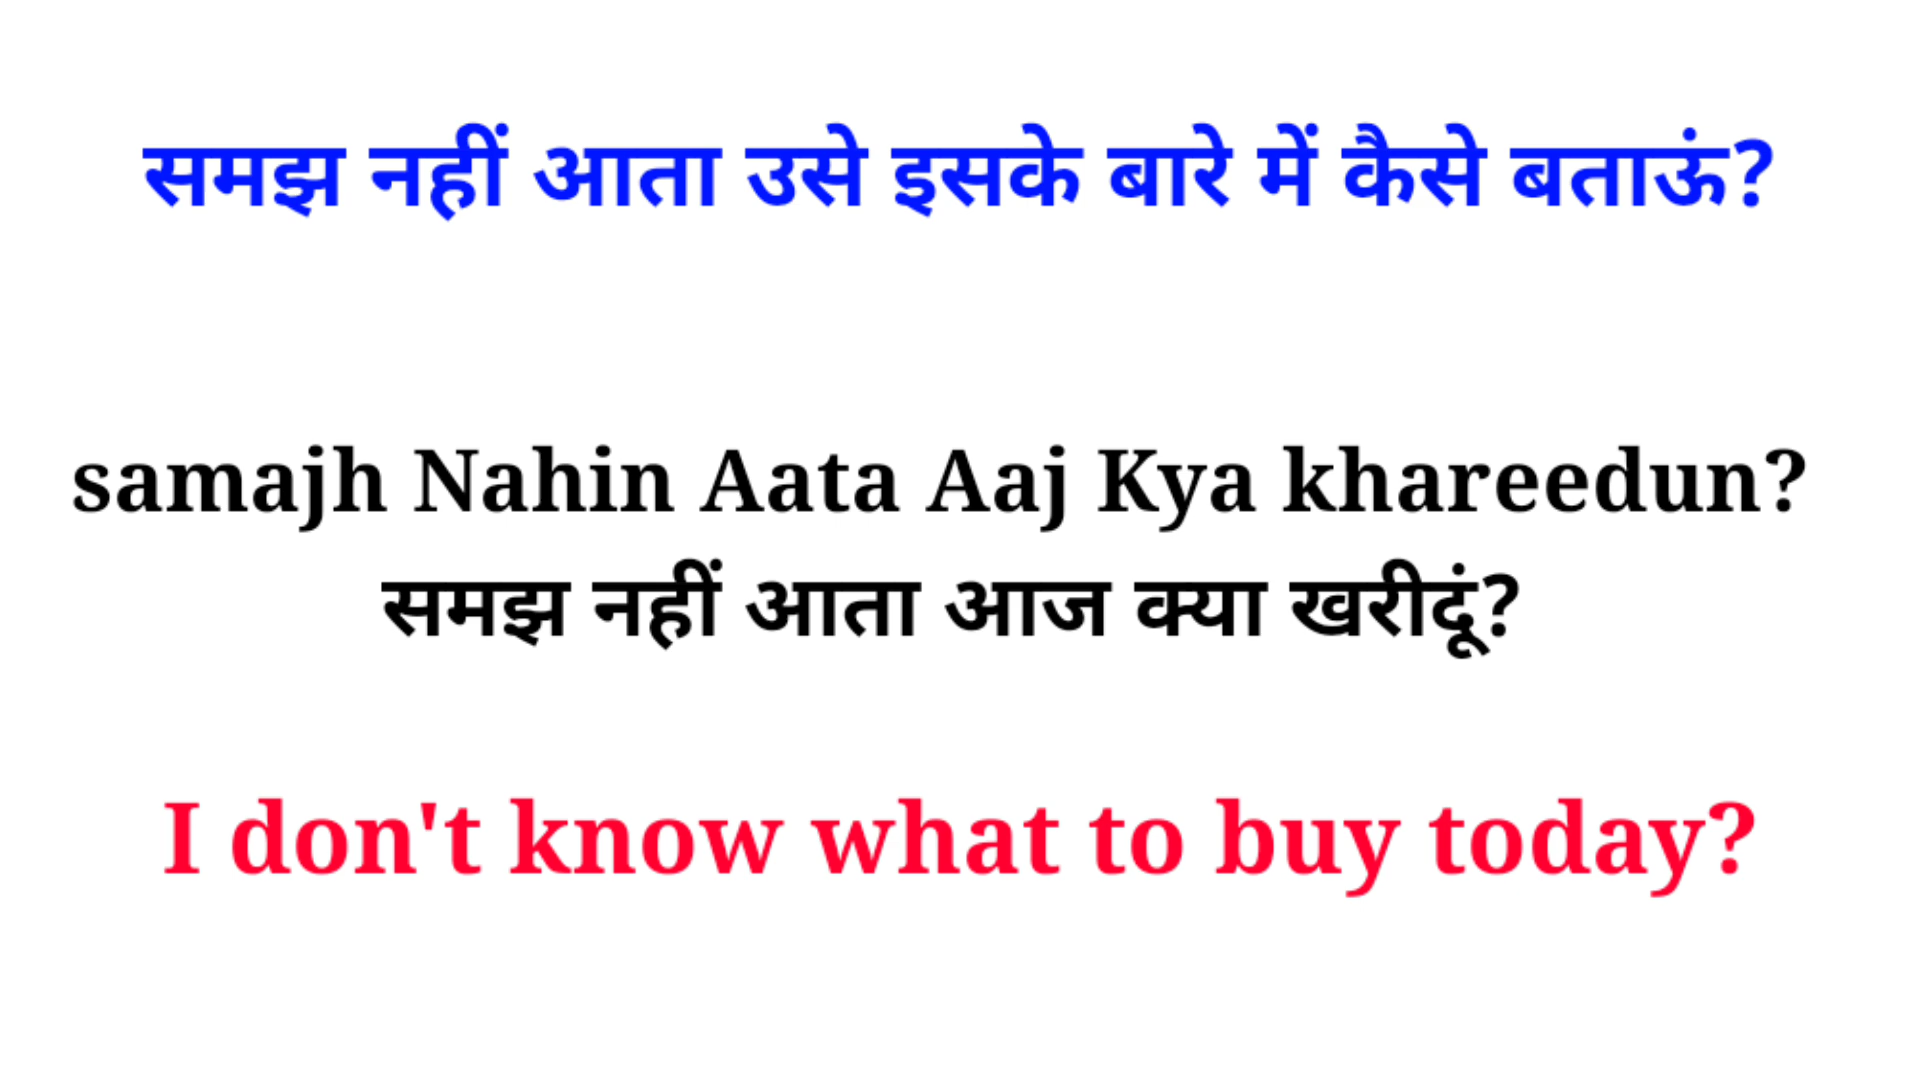 समझ नहीं आता उसे इसके बारे में कैसे बताऊं?
samajh Nahin Aata Aaj Kya khareedun?
समझ नहीं आता आज क्या खरीदूं?
I don't know what to buy today?